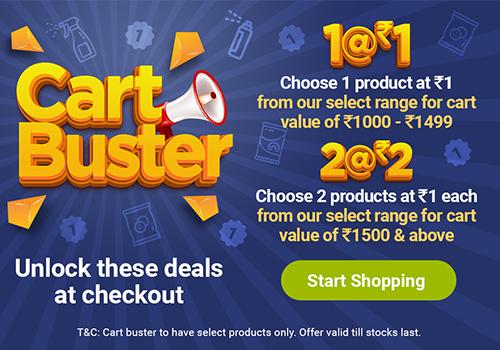 Cart
Buster
Unlock these deals
at checkout
1@₹1
Choose 1 product at ₹1
from our select range for cart
value of ₹1000 - ₹1499
2@₹2
Choose 2 products at ₹1 each
from our select range for cart
value of ₹1500 & above
Start Shopping
T&C: Cart buster to have select products only. Offer valid till stocks last.